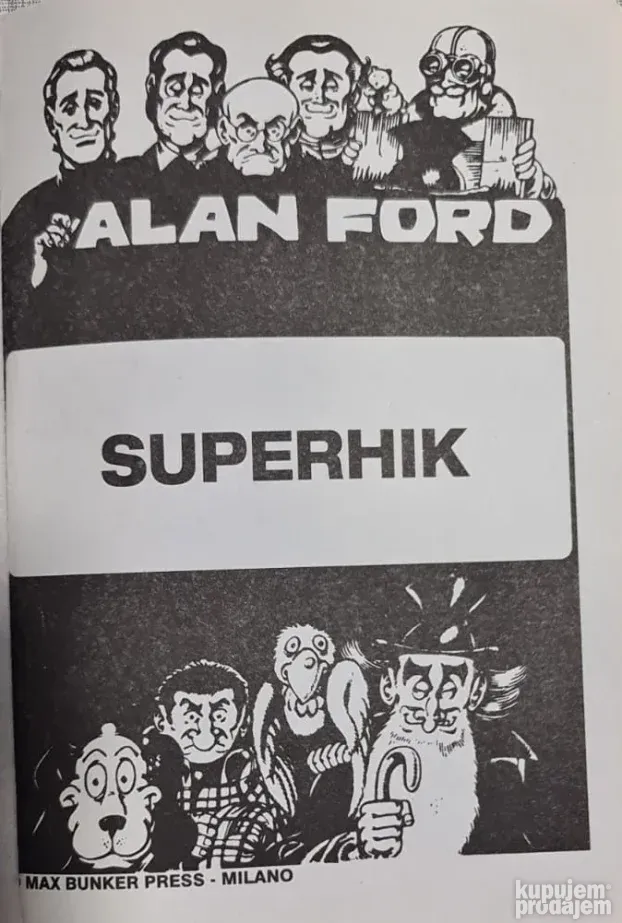 ALAN FORD
SUPERHIK
MAX BUNKER PRESS - MILANO
kupujem
prodajem